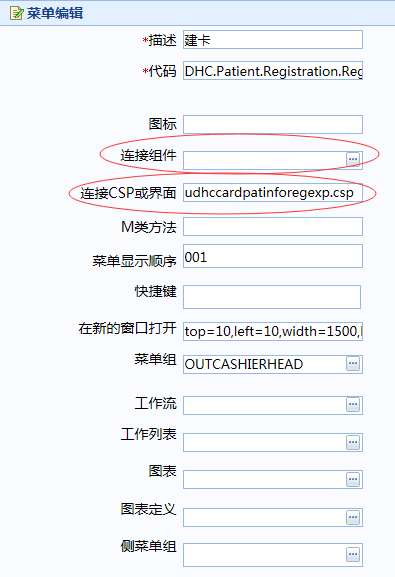 菜单编辑
*描述 建卡
*代码 DHC.Patient.Registration.Reg
图标
连接组件
连接CSP或界面 udhccardpatinforegexp.csp
M类方法
菜单显示顺序 001
快捷键
在新的窗口打开 top=10,left=10,width=1500,
菜单组 OUTCASHIERHEAD
工作流
工作列表
图表
图表定义
侧菜单组